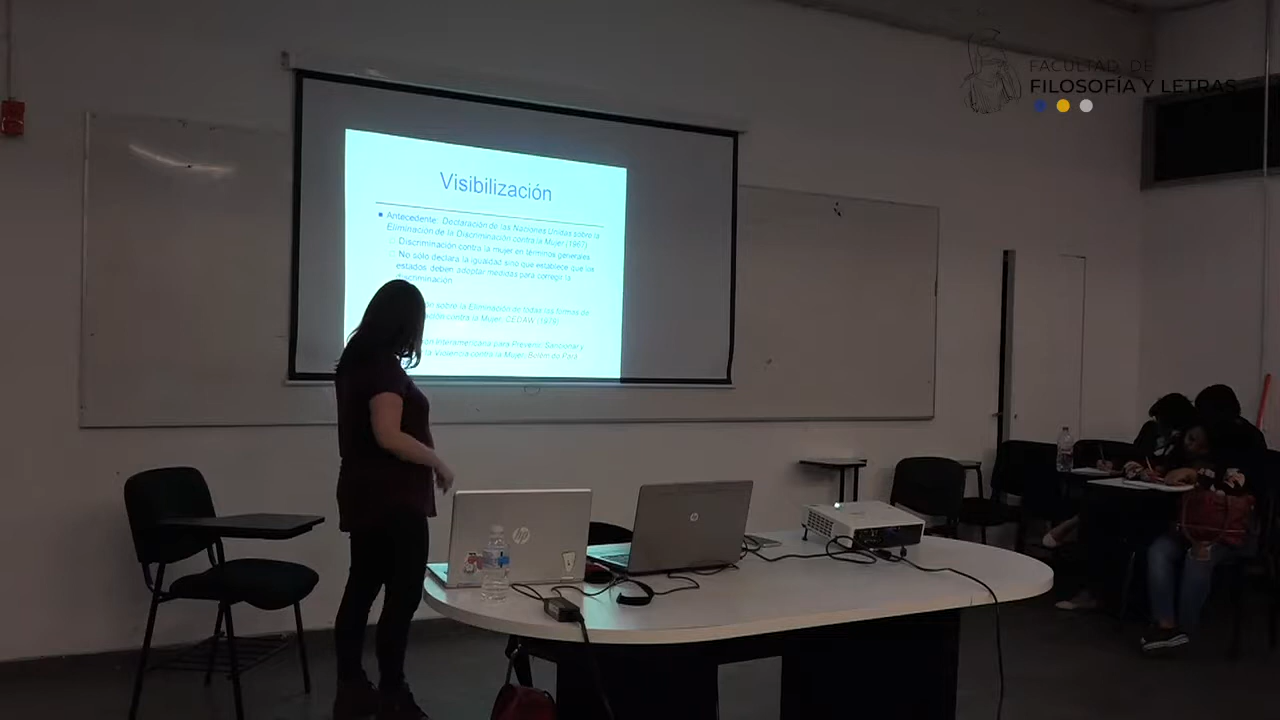 FACULTAD DE
FILOSOFÍA Y LETRAS
Visibilización
Antecedente: Declaración de las Naciones Unidas sobre la
Eliminación de la Discriminación contra la Mujer (1967)
Discriminación contra la mujer en términos generales
No sólo declara la igualdad sino que establece que los
estados deben adoptar medidas para corregir la
discriminación
sobre la Eliminación de todas las formas de
contra la Mujer, CEDAW (1979)
Interamericana para Prevenir, Sancionar y
la Violencia contra la Mujer, Belém do Pará
hp
hp